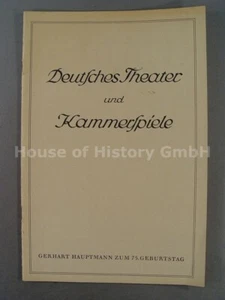 Deutsches Theater
und
Kammerspiele
House of History GmbH
GERHART HAUPTMANN ZUM 75. GEBURTSTAG